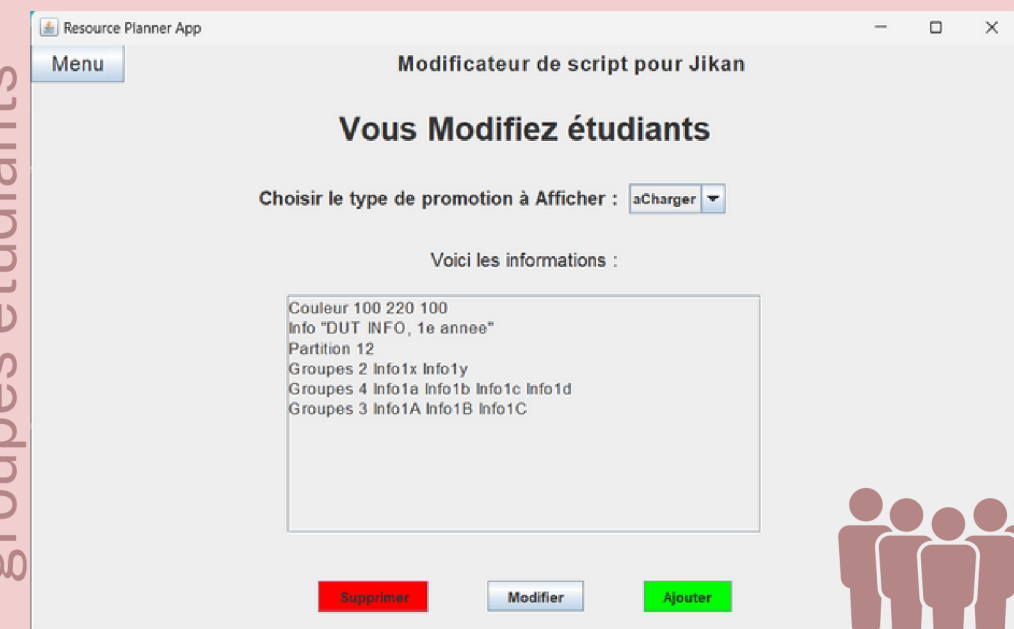 groupes étudiants
Resource Planner App
Menu
Modificateur de script pour Jikan
Vous Modifiez étudiants
Choisir le type de promotion à Afficher :
aCharger
Voici les informations :
Couleur 100 220 100
Info "DUT INFO, 1e annee"
Partition 12
Groupes 2 Info1x Info1y
Groupes 4 Info1a Info1b Info1c Info1d
Groupes 3 Info1A Info1B Info1C
Supprimer
Modifier
Ajouter